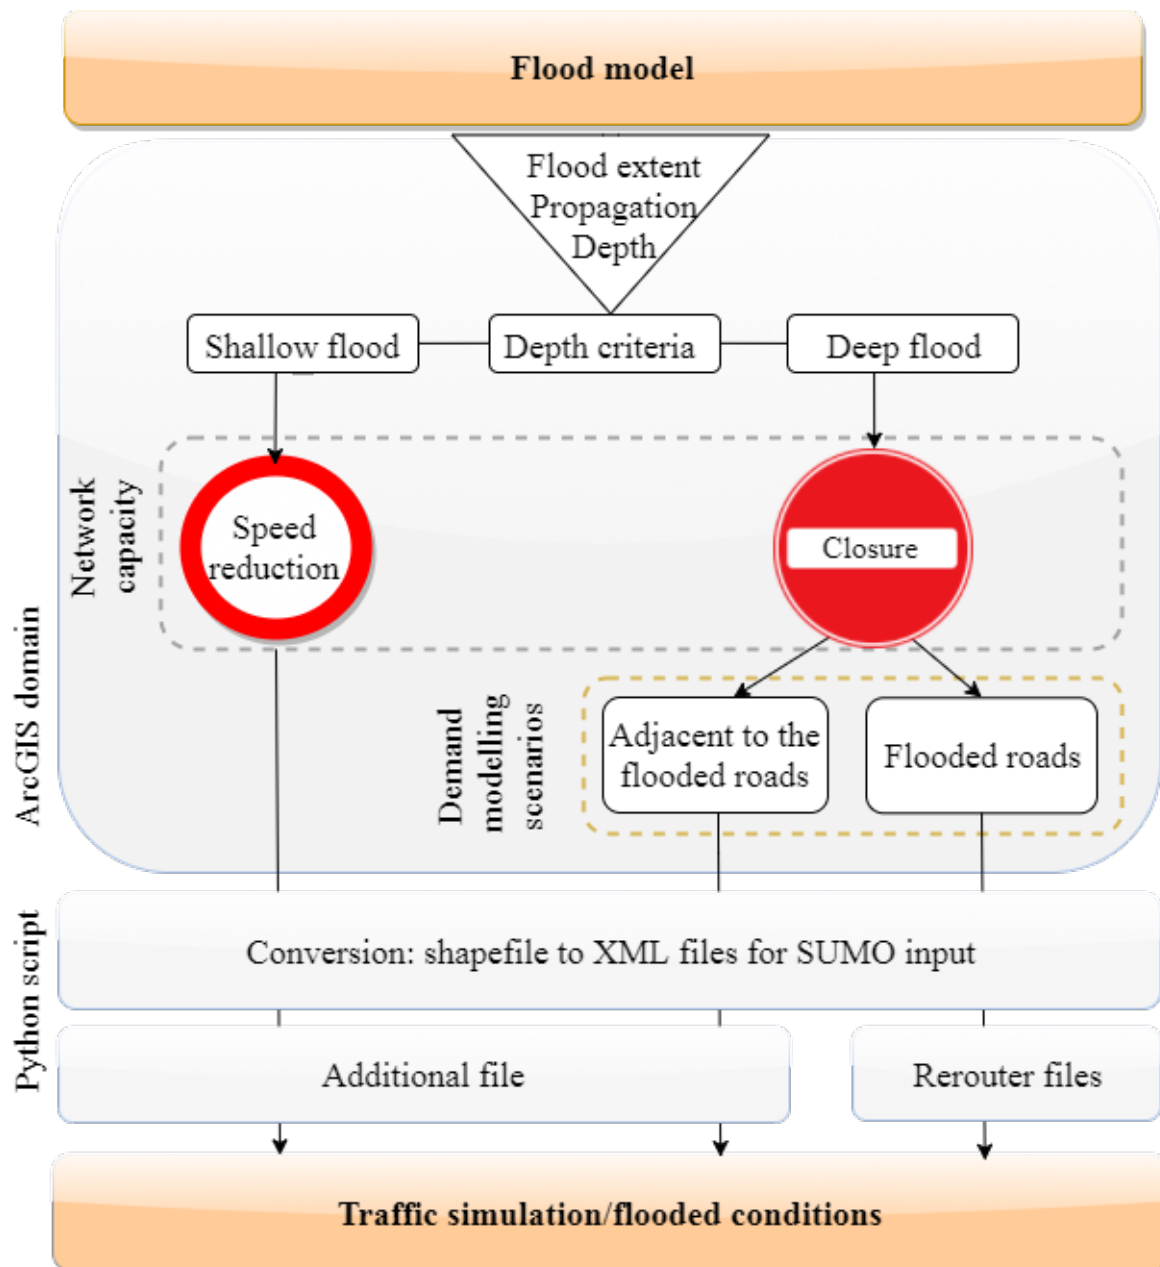 Flood model
Flood extent
Propagation
Depth
Shallow flood
Depth criteria
Deep flood
Network
capacity
Speed
reduction
Closure
ArcGIS domain
Demand
modelling
scenarios
Adjacent to the
flooded roads
Flooded roads
Python script
Conversion: shapefile to XML files for SUMO input
Additional file
Rerouter files
Traffic simulation/flooded conditions